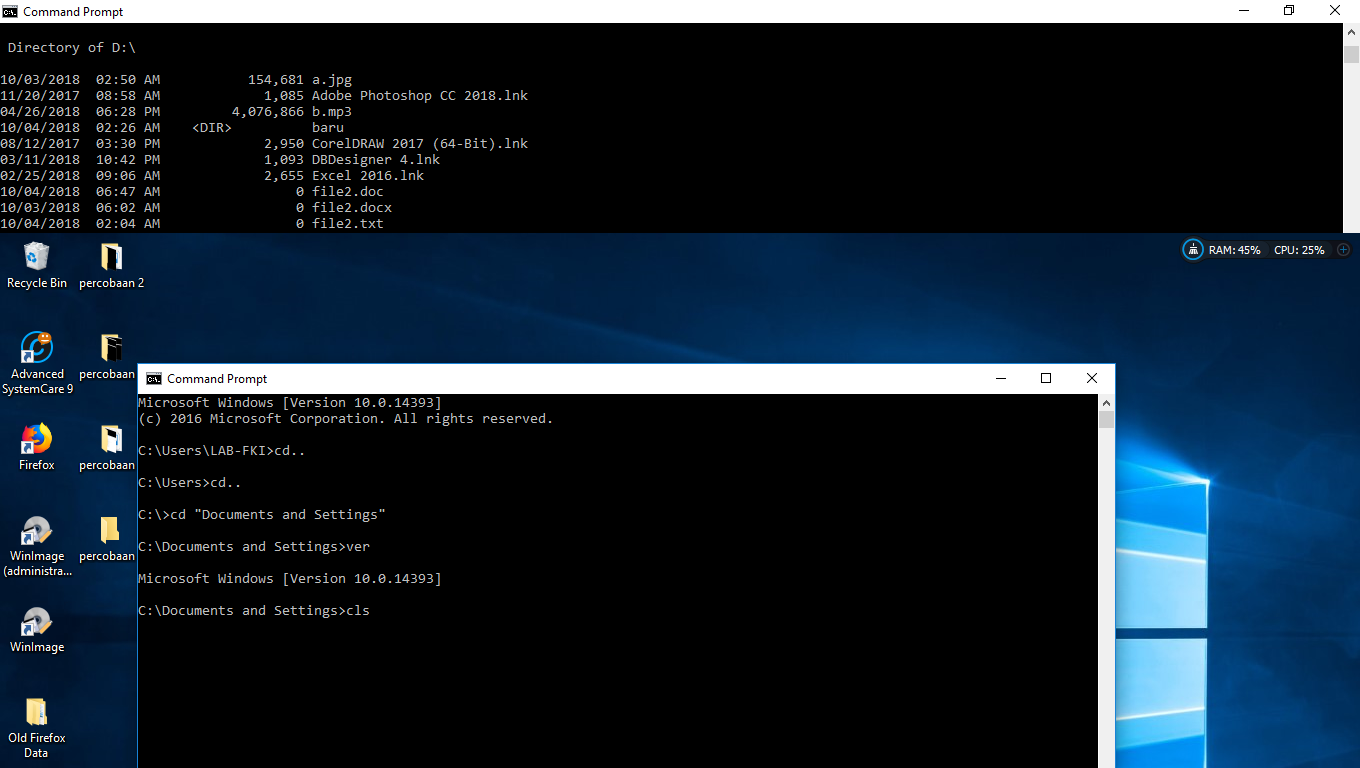 Command Prompt
Directory of D:\
10/03/2018  02:50 AM           154,681 a.jpg
11/20/2017  08:58 AM             1,085 Adobe Photoshop CC 2018.lnk
04/26/2018  06:28 PM         4,076,866 b.mp3
10/04/2018  02:26 AM    <DIR>          baru
08/12/2017  03:30 PM             2,950 CorelDRAW 2017 (64-Bit).lnk
03/11/2018  10:42 PM             1,093 DBDesigner 4.lnk
02/25/2018  09:06 AM             2,655 Excel 2016.lnk
10/04/2018  06:47 AM                 0 file2.doc
10/03/2018  06:02 AM                 0 file2.docx
10/04/2018  02:04 AM                 0 file2.txt
RAM: 45% CPU: 25%
Recycle Bin
percobaan 2
Advanced
SystemCare 9
percobaan
Firefox
percobaan
WinImage
(administra...
percobaan
WinImage
Old Firefox
Data
Command Prompt
Microsoft Windows [Version 10.0.14393]
(c) 2016 Microsoft Corporation. All rights reserved.
C:\Users\LAB-FKI>cd..
C:\Users>cd..
C:\>cd "Documents and Settings"
C:\Documents and Settings>ver
Microsoft Windows [Version 10.0.14393]
C:\Documents and Settings>cls